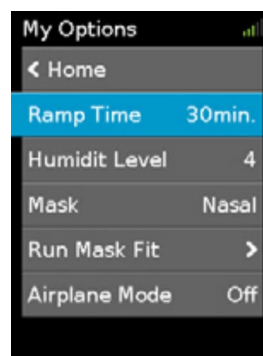 My Options
< Home
Ramp Time 30min.
Humidit Level 4
Mask Nasal
Run Mask Fit >
Airplane Mode Off